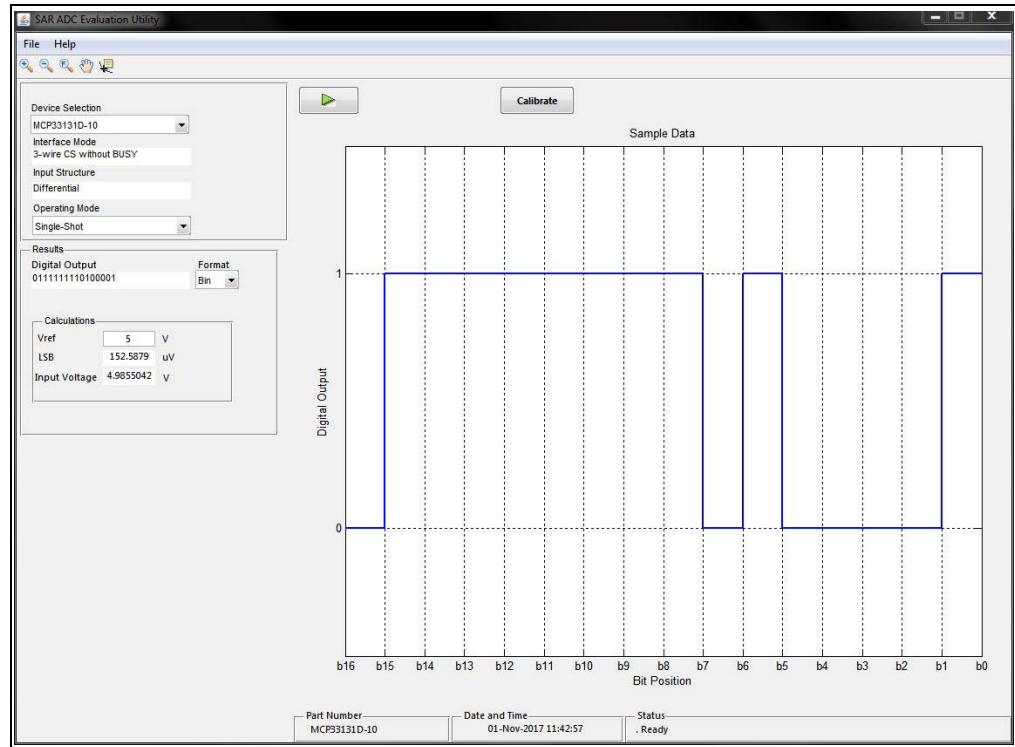 SAR ADC Evaluation Utility
File Help
Device Selection
MCP33131D-10
Interface Mode
3-wire CS without BUSY
Input Structure
Differential
Operating Mode
Single-Shot
Results
Digital Output Format
0111111110100001 Bin
Calculations
Vref 5 V
LSB 152.5879 uV
Input Voltage 4.9855042 V
Calibrate
Sample Data
1
0
Digital Output
b16 b15 b14 b13 b12 b11 b10 b9 b8 b7 b6 b5 b4 b3 b2 b1 b0
Bit Position
Part Number
MCP33131D-10
Date and Time
01-Nov-2017 11:42:57
Status
. Ready